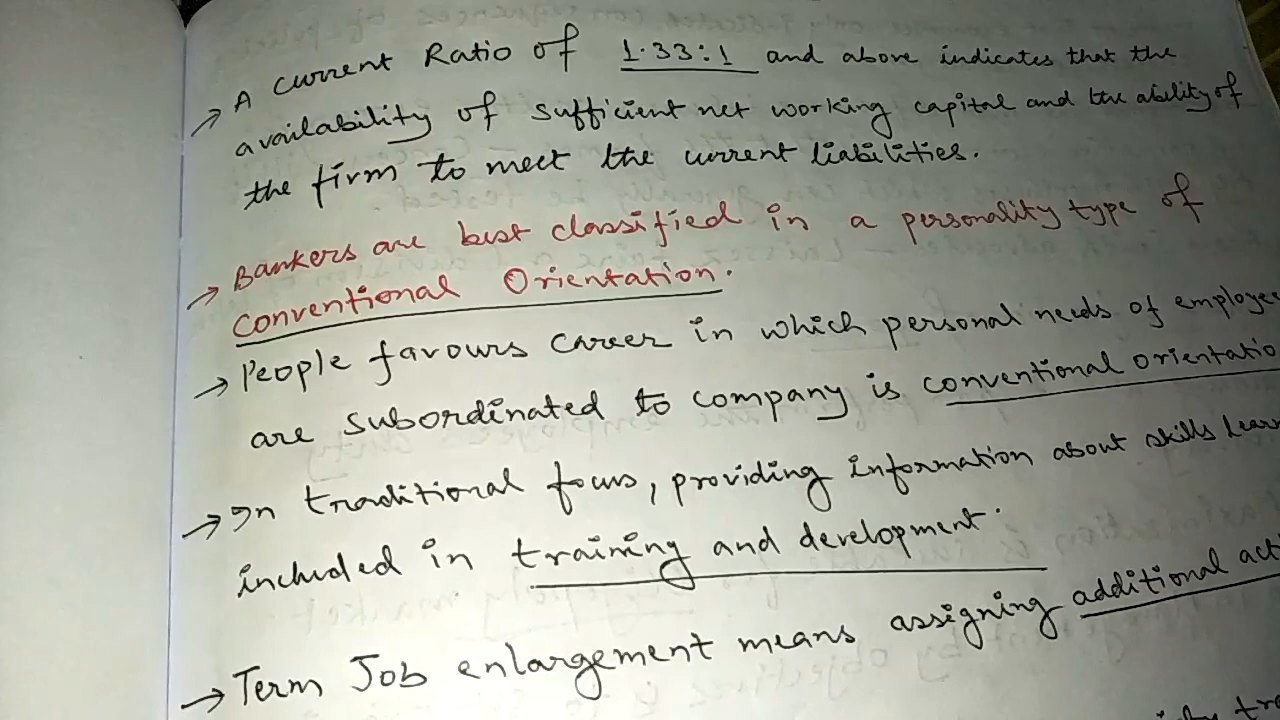 → A current Ratio of 1.33:1 and above indicates that the
availability of sufficient net working capital and the ability of
the firm to meet the current liabilities.
→ Bankers are best classified in a personality type of
Conventional Orientation.
→ People favours career in which personal needs of employee
are subordinated to company is conventional orientatio
→ In traditional focus, providing information about skills lear
included in training and development.
→ Term Job enlargement means assigning additional act